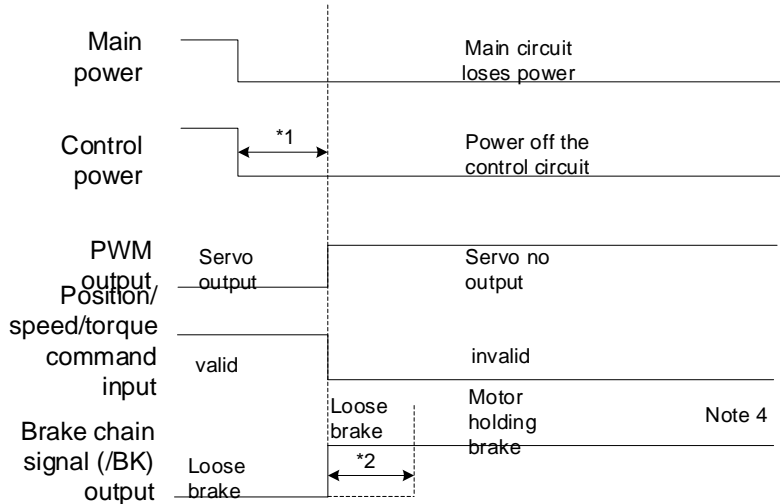 Main
power
Main circuit
loses power
Control
power
*1
Power off the
control circuit
PWM
output
Servo
output
Servo no
output
Position/
speed/torque
command
input
valid
invalid
Brake chain
signal (/BK)
output
Loose
brake
Loose
brake
*2
Motor
holding
brake
Note 4